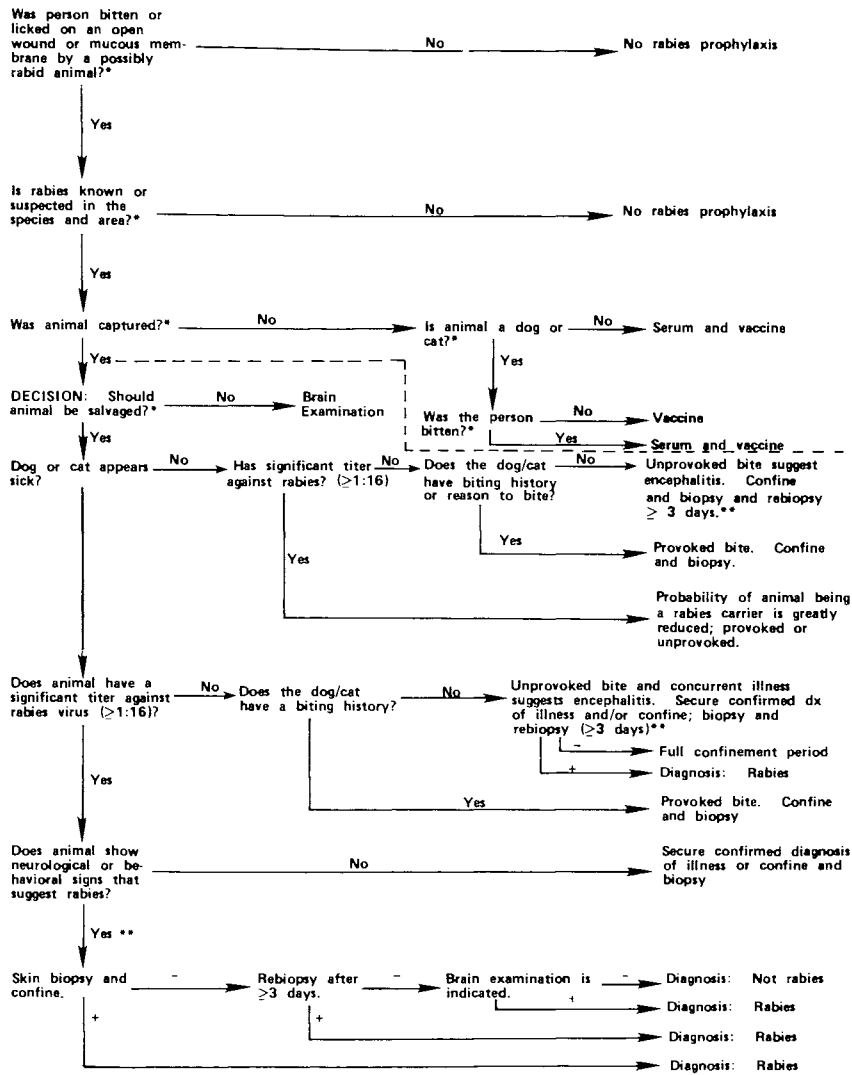 Was person bitten or
licked on an open
wound or mucous mem-
brane by a possibly
rabid animal?*
No
No rabies prophylaxis
Yes
Is rabies known or
suspected in the
species and area?*
No
No rabies prophylaxis
Yes
Was animal captured?*
No
Is animal a dog or
cat?*
No
Serum and vaccine
Yes
Yes
DECISION: Should
animal be salvaged?*
No
Brain
Examination
Was the person
bitten?*
No
Vaccine
Yes
Serum and vaccine
Yes
Dog or cat appears
sick?
No
Has significant titer
against rabies? (≥1:16)
No
Does the dog/cat
have biting history
or reason to bite?
No
Unprovoked bite suggest
encephalitis. Confine
and biopsy and rebiopsy
≥ 3 days.**
Yes
Provoked bite. Confine
and biopsy.
Yes
Probability of animal being
a rabies carrier is greatly
reduced; provoked or
unprovoked.
Does animal have a
significant titer against
rabies virus (≥1:16)?
No
Does the dog/cat
have a biting history?
No
Unprovoked bite and concurrent illness
suggests encephalitis. Secure confirmed dx
of illness and/or confine; biopsy and
rebiopsy (≥3 days)**
-
Full confinement period
+
Diagnosis: Rabies
Yes
Yes
Provoked bite. Confine
and biopsy
Does animal show
neurological or be-
havioral signs that
suggest rabies?
No
Secure confirmed diagnosis
of illness or confine and
biopsy
Yes **
Skin biopsy and
confine.
-
Rebiopsy after
≥3 days.
-
Brain examination is
indicated.
-
Diagnosis: Not rabies
+
Diagnosis: Rabies
+
Diagnosis: Rabies
+
Diagnosis: Rabies